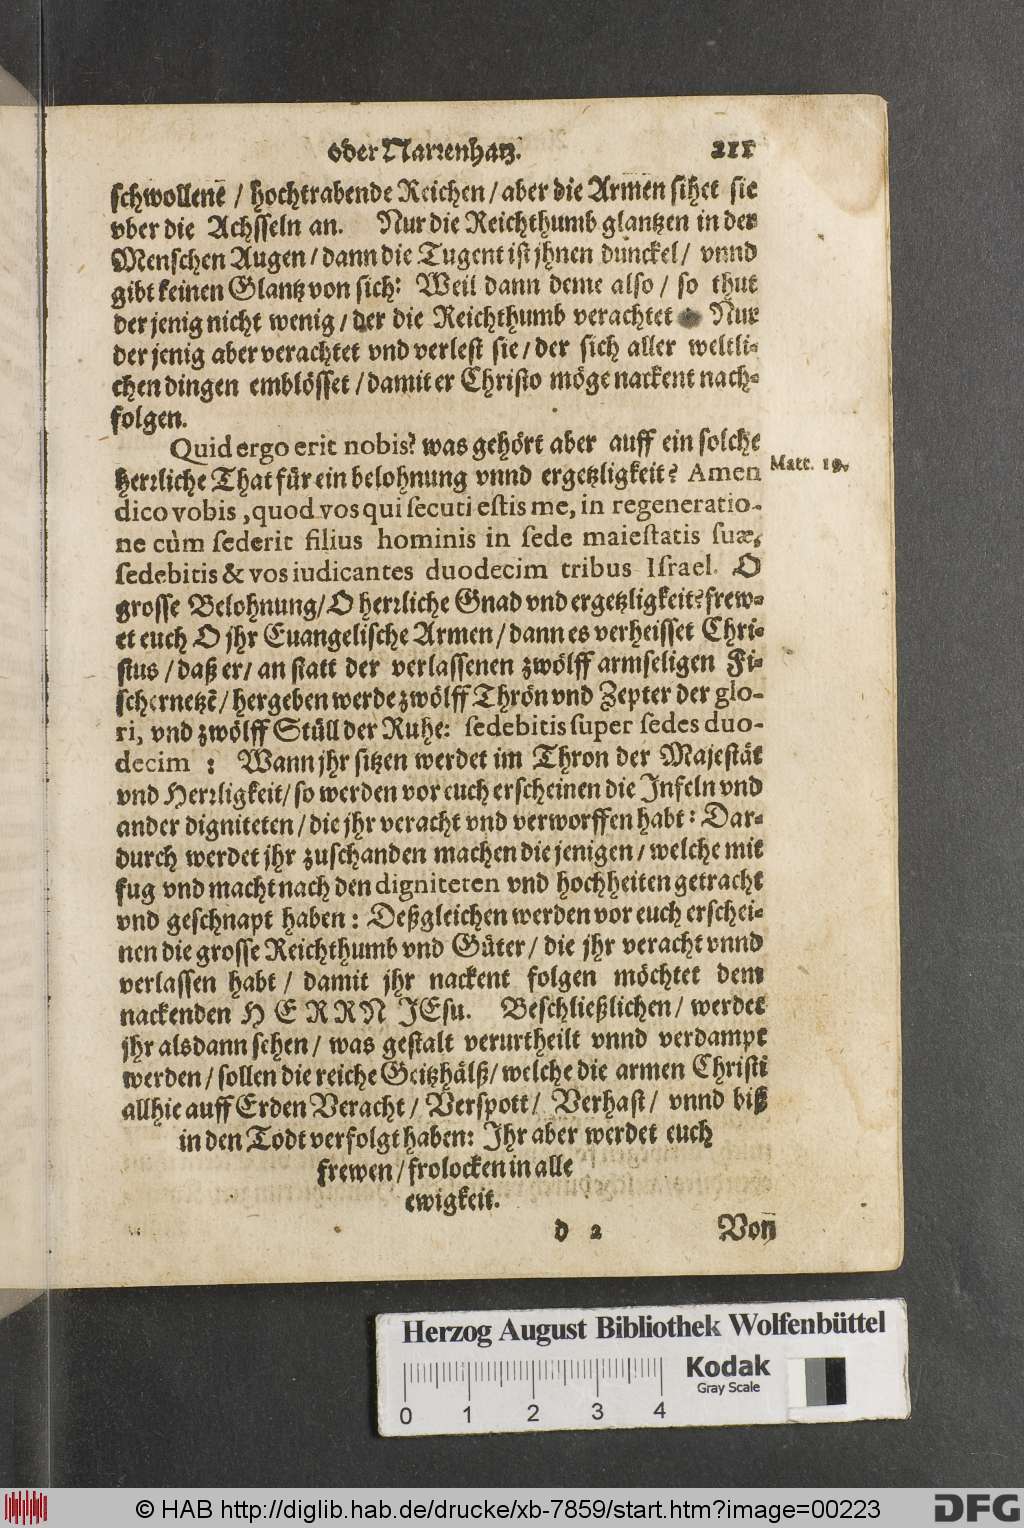 oder Narrenhatz. 211
schwollenē / hochtrabende Reichen / aber die Armen sihet sie
vber die Achsseln an. Nur die Reichthumb glantzen in der
Menschen Augen / dann die Tugent ist jhnen dunckel / vnnd
gibt keinen Glantz von sich: Weil dann deme also / so thut
der jenig nicht wenig / der die Reichthumb verachtet Nur
der jenig aber verachtet vnd verlest sie / der sich aller weltli-
chen dingen emblösset / damit er Christo möge nackent nach-
folgen.
Quid ergo erit nobis? was gehört aber auff ein solche
herrliche That für ein belohnung vnnd ergetzligkeit? Amen Matt. 19.
dico vobis, quod vos qui secuti estis me, in regeneratio-
ne cùm sederit filius hominis in sede maiestatis suæ,
sedebitis & vos iudicantes duodecim tribus Israel. O
grosse Belohnung / O herrliche Gnad vnd ergetzligkeit? frew-
et euch O jhr Euangelische Armen / dann es verheisset Chri-
stus / daß er / an statt der verlassenen zwölff armseligen Fi-
schernetzē / hergeben werde zwölff Thrön vnd Zepter der glo-
ri, vnd zwölff Stüll der Ruhe: sedebitis super sedes duo-
decim : Wann jhr sitzen werdet im Thron der Majestät
vnd Herrligkeit / so werden vor euch erscheinen die Infeln vnd
ander digniteten / die jhr veracht vnd verworffen habt: Dar-
durch werdet jhr zuschanden machen die jenigen / welche mit
fug vnd macht nach den digniteten vnd hochheiten getracht
vnd geschnapt haben: Deßgleichen werden vor euch erschei-
nen die grosse Reichthumb vnd Güter / die jhr veracht vnnd
verlassen habt / damit jhr nackent folgen möchtet dem
nackenden HERRN JEsu. Beschließlichen / werdet
jhr alsdann sehen / was gestalt verurtheilt vnnd verdampt
werden / sollen die reiche Geitzhälß / welche die armen Christi
allhie auff Erden Veracht / Verspott / Verhast / vnnd biß
in den Todt verfolgt haben: Ihr aber werdet euch
frewen / frolocken in alle
ewigkeit.
d 2 Von
Herzog August Bibliothek Wolfenbüttel
Kodak
Gray Scale
0 1 2 3 4
© HAB http://diglib.hab.de/drucke/xb-7859/start.htm?image=00223
DFG